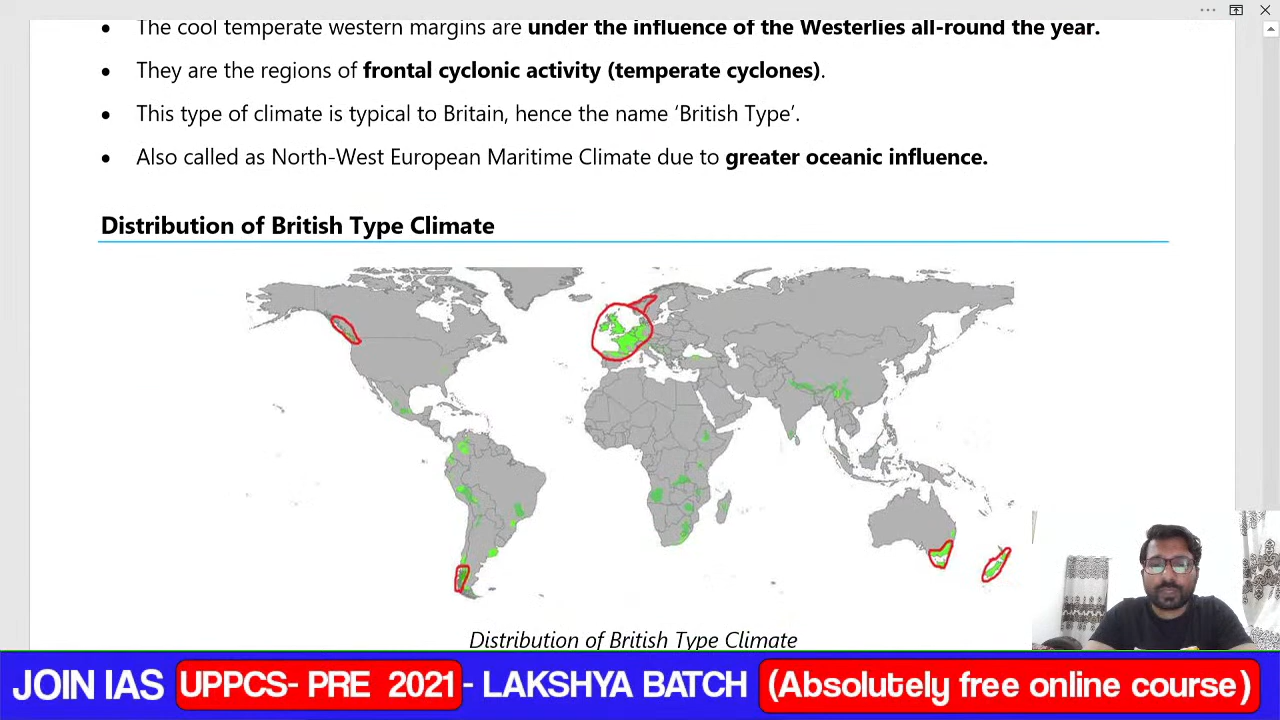 The cool temperate western margins are under the influence of the Westerlies all-round the year.
They are the regions of frontal cyclonic activity (temperate cyclones).
This type of climate is typical to Britain, hence the name ‘British Type’.
Also called as North-West European Maritime Climate due to greater oceanic influence.
Distribution of British Type Climate
Distribution of British Type Climate
JOIN IAS UPPCS- PRE 2021 - LAKSHYA BATCH (Absolutely free online course)